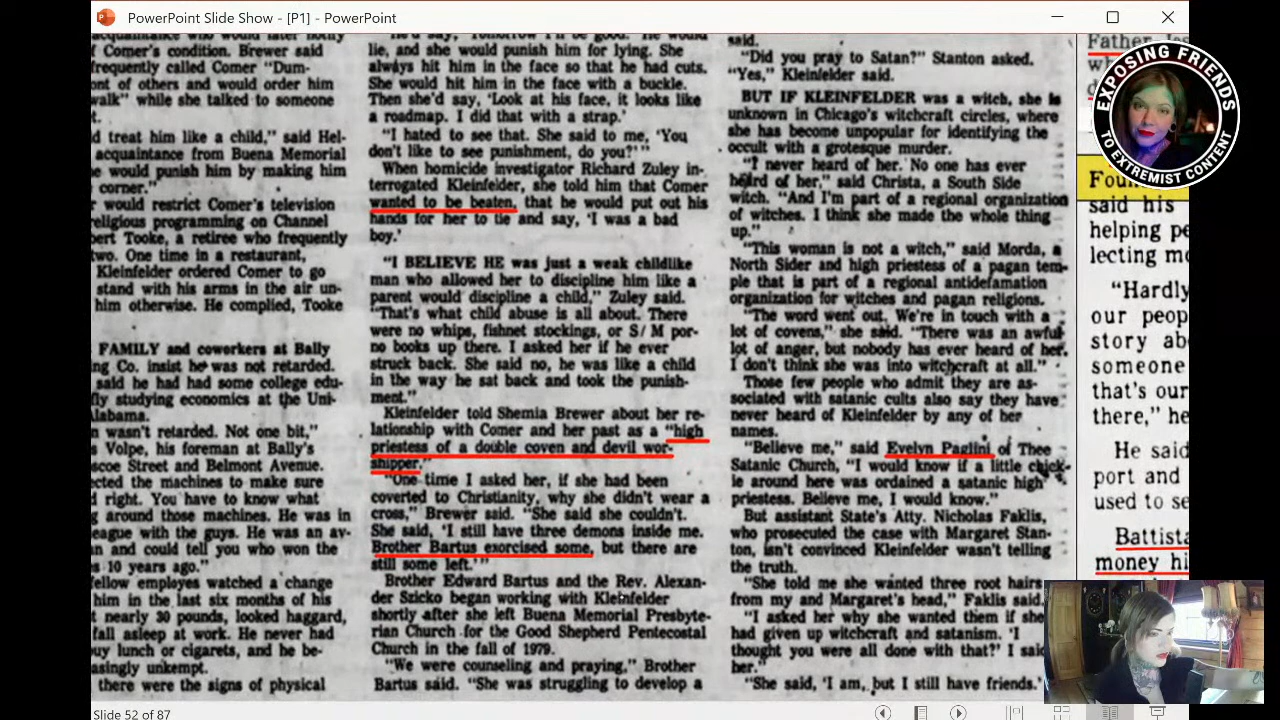 PowerPoint Slide Show - [P1] - PowerPoint
of Comer's condition. Brewer said
frequently called Comer "Dum-
ont of others and would order him
walk" while she talked to someone
t.
d treat him like a child," said Hel-
acquaintance from Buena Memorial
e would punish him by making him
corner."
would restrict Comer's television
religious programming on Channel
bert Tooke, a retiree who frequently
two. One time in a restaurant,
Kleinfelder ordered Comer to go
stand with his arms in the air un-
him otherwise. He complied, Tooke
FAMILY and coworkers at Bally
ng Co. insist he was not retarded.
said he had had some college edu-
fly studying economics at the Uni-
labama.
n wasn't retarded. Not one bit,"
s Volpe, his foreman at Bally's
scoe Street and Belmont Avenue.
ected the machines to make sure
d right. You have to know what
g around those machines. He was in
eague with the guys. He was an av-
n and could tell you who won the
s 10 years ago."
fellow employes watched a change
him in the last six months of his
t nearly 30 pounds, looked haggard,
fall asleep at work. He never had
buy lunch or cigarets, and he be-
asingly unkempt.
there were the signs of physical
lie, and she would punish him for lying. She
always hit him in the face so that he had cuts.
She would hit him in the face with a buckle.
Then she'd say, 'Look at his face, it looks like
a roadmap. I did that with a strap.'
"I hated to see that. She said to me, 'You
don't like to see punishment, do you?'"
When homicide investigator Richard Zuley in-
terrogated Kleinfelder, she told him that Comer
wanted to be beaten, that he would put out his
hands for her to tie and say, 'I was a bad
boy.'
"I BELIEVE HE was just a weak childlike
man who allowed her to discipline him like a
parent would discipline a child," Zuley said.
"That's what child abuse is all about. There
were no whips, fishnet stockings, or S/M por-
no books up there. I asked her if he ever
struck back. She said no, he was like a child
in the way he sat back and took the punish-
ment."
Kleinfelder told Shemia Brewer about her re-
lationship with Comer and her past as a "high
priestess of a double coven and devil wor-
shipper."
"One time I asked her, if she had been
coverted to Christianity, why she didn't wear a
cross," Brewer said. "She said she couldn't.
She said, 'I still have three demons inside me.
Brother Bartus exorcised some, but there are
still some left.'"
Brother Edward Bartus and the Rev. Alexan-
der Szicko began working with Kleinfelder
shortly after she left Buena Memorial Presbyte-
rian Church for the Good Shepherd Pentecostal
Church in the fall of 1979.
"We were counseling and praying," Brother
Bartus said. "She was struggling to develop a
said.
"Did you pray to Satan?" Stanton asked.
"Yes," Kleinfelder said.
BUT IF KLEINFELDER was a witch, she is
unknown in Chicago's witchcraft circles, where
she has become unpopular for identifying the
occult with a grotesque murder.
"I never heard of her. No one has ever
heard of her," said Christa, a South Side
witch. "And I'm part of a regional organization
of witches. I think she made the whole thing
up."
"This woman is not a witch," said Morda, a
North Sider and high priestess of a pagan tem-
ple that is part of a regional antidefamation
organization for witches and pagan religions.
"The word went out. We're in touch with a
lot of covens," she said. "There was an awful
lot of anger, but nobody has ever heard of her.
I don't think she was into witchcraft at all."
Those few people who admit they are as-
sociated with satanic cults also say they have
never heard of Kleinfelder by any of her
names.
"Believe me," said Evelyn Paglini of Thee
Satanic Church, "I would know if a little chick-
ie around here was ordained a satanic high
priestess. Believe me, I would know."
But assistant State's Atty. Nicholas Faklis,
who prosecuted the case with Margaret Stan-
ton, isn't convinced Kleinfelder wasn't telling
the truth.
"She told me she wanted three root hairs
from my and Margaret's head," Faklis said.
"I asked her why she wanted them if she
had given up witchcraft and satanism. 'I
thought you were all done with that?' I said
her."
"She said, 'I am, but I still have friends.'
Father
EXPOSING FRIENDS
TO EXTREMIST CONTENT
Foun
said his
helping pe
lecting mo
"Hardly
our peop
story ab
someone
that's our
there," he
He said
port and
used to se
Battista
money hi
Slide 52 of 87